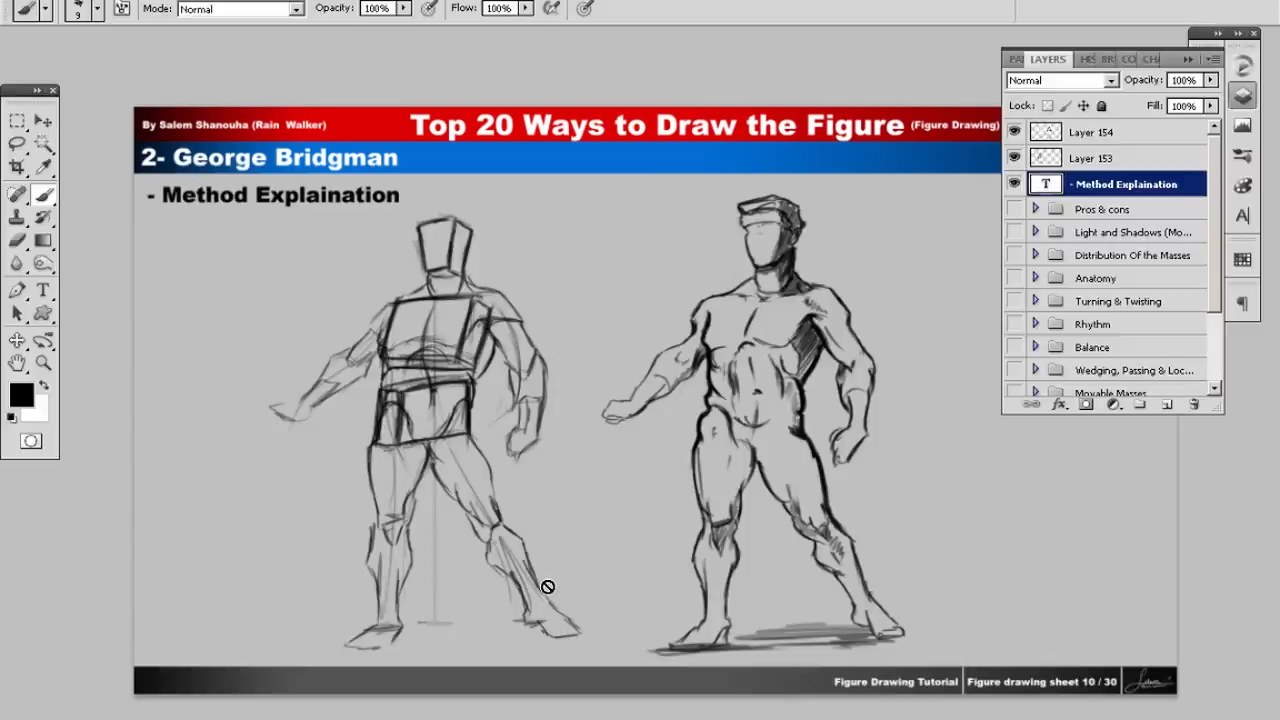 Mode: Normal Opacity: 100% Flow: 100%
9
LAYERS
Normal Opacity: 100%
Lock: Fill: 100%
Layer 154
Layer 153
T - Method Explaination
Pros & cons
Light and Shadows (Mo...
Distribution Of the Masses
Anatomy
Turning & Twisting
Rhythm
Balance
Wedging, Passing & Loc...
Movable Masses
By Salem Shanouha (Rain Walker)
Top 20 Ways to Draw the Figure (Figure Drawing)
2- George Bridgman
- Method Explaination
Figure Drawing Tutorial
Figure drawing sheet 10 / 30